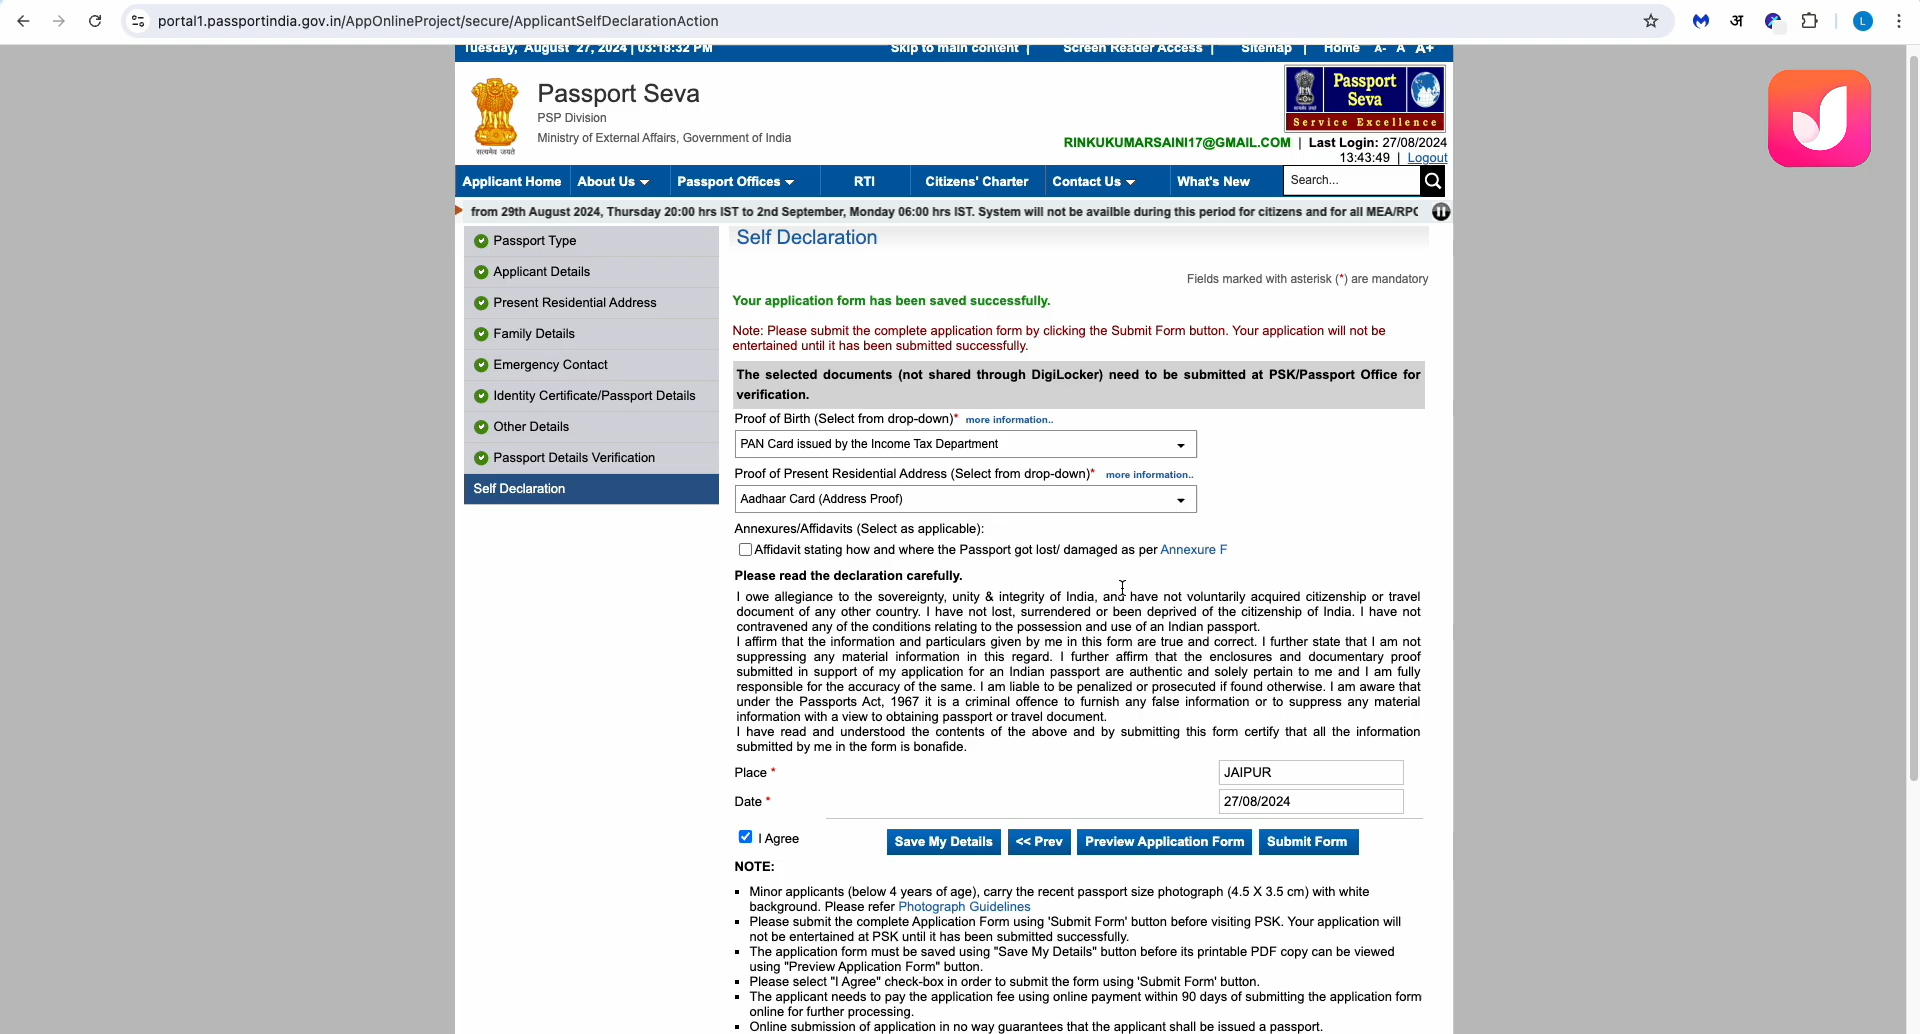 portal1.passportindia.gov.in/AppOnlineProject/secure/ApplicantSelfDeclarationAction
अ
L
Tuesday, August 27, 2024 | 03:18:32 PM Skip to main content | Screen Reader Access | Sitemap | Home A- A A+
Passport Seva
PSP Division
Ministry of External Affairs, Government of India
सत्यमेव जयते
Passport
Seva
Service Excellence
RINKUKUMARSAINI17@GMAIL.COM | Last Login: 27/08/2024
13:43:49 | Logout
Applicant Home About Us Passport Offices RTI Citizens' Charter Contact Us What's New Search...
from 29th August 2024, Thursday 20:00 hrs IST to 2nd September, Monday 06:00 hrs IST. System will not be availble during this period for citizens and for all MEA/RPO
Passport Type
Applicant Details
Present Residential Address
Family Details
Emergency Contact
Identity Certificate/Passport Details
Other Details
Passport Details Verification
Self Declaration
Self Declaration
Fields marked with asterisk (*) are mandatory
Your application form has been saved successfully.
Note: Please submit the complete application form by clicking the Submit Form button. Your application will not be
entertained until it has been submitted successfully.
The selected documents (not shared through DigiLocker) need to be submitted at PSK/Passport Office for
verification.
Proof of Birth (Select from drop-down)* more information..
PAN Card issued by the Income Tax Department
Proof of Present Residential Address (Select from drop-down)* more information..
Aadhaar Card (Address Proof)
Annexures/Affidavits (Select as applicable):
Affidavit stating how and where the Passport got lost/ damaged as per Annexure F
Please read the declaration carefully.
I owe allegiance to the sovereignty, unity & integrity of India, and have not voluntarily acquired citizenship or travel
document of any other country. I have not lost, surrendered or been deprived of the citizenship of India. I have not
contravened any of the conditions relating to the possession and use of an Indian passport.
I affirm that the information and particulars given by me in this form are true and correct. I further state that I am not
suppressing any material information in this regard. I further affirm that the enclosures and documentary proof
submitted in support of my application for an Indian passport are authentic and solely pertain to me and I am fully
responsible for the accuracy of the same. I am liable to be penalized or prosecuted if found otherwise. I am aware that
under the Passports Act, 1967 it is a criminal offence to furnish any false information or to suppress any material
information with a view to obtaining passport or travel document.
I have read and understood the contents of the above and by submitting this form certify that all the information
submitted by me in the form is bonafide.
Place * JAIPUR
Date * 27/08/2024
I Agree Save My Details << Prev Preview Application Form Submit Form
NOTE:
Minor applicants (below 4 years of age), carry the recent passport size photograph (4.5 X 3.5 cm) with white
background. Please refer Photograph Guidelines
Please submit the complete Application Form using 'Submit Form' button before visiting PSK. Your application will
not be entertained at PSK until it has been submitted successfully.
The application form must be saved using "Save My Details" button before its printable PDF copy can be viewed
using "Preview Application Form" button.
Please select "I Agree" check-box in order to submit the form using 'Submit Form' button.
The applicant needs to pay the application fee using online payment within 90 days of submitting the application form
online for further processing.
Online submission of application in no way guarantees that the applicant shall be issued a passport.